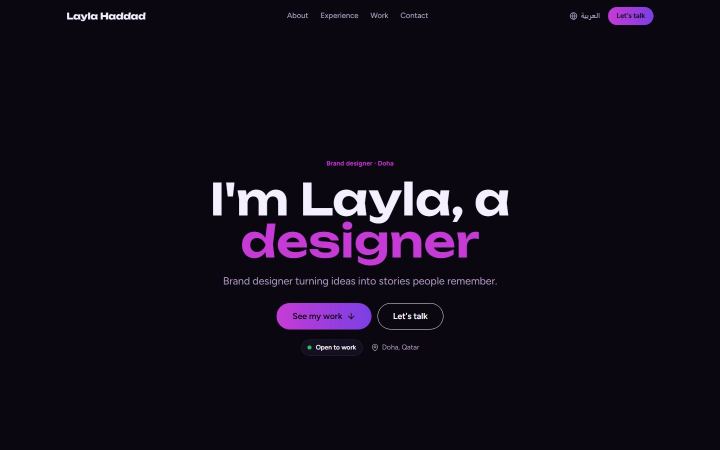 Layla Haddad
About
Experience
Work
Contact
العربية
Let's talk
Brand designer · Doha
I'm Layla, a
designer
Brand designer turning ideas into stories people remember.
See my work
Let's talk
Open to work
Doha, Qatar